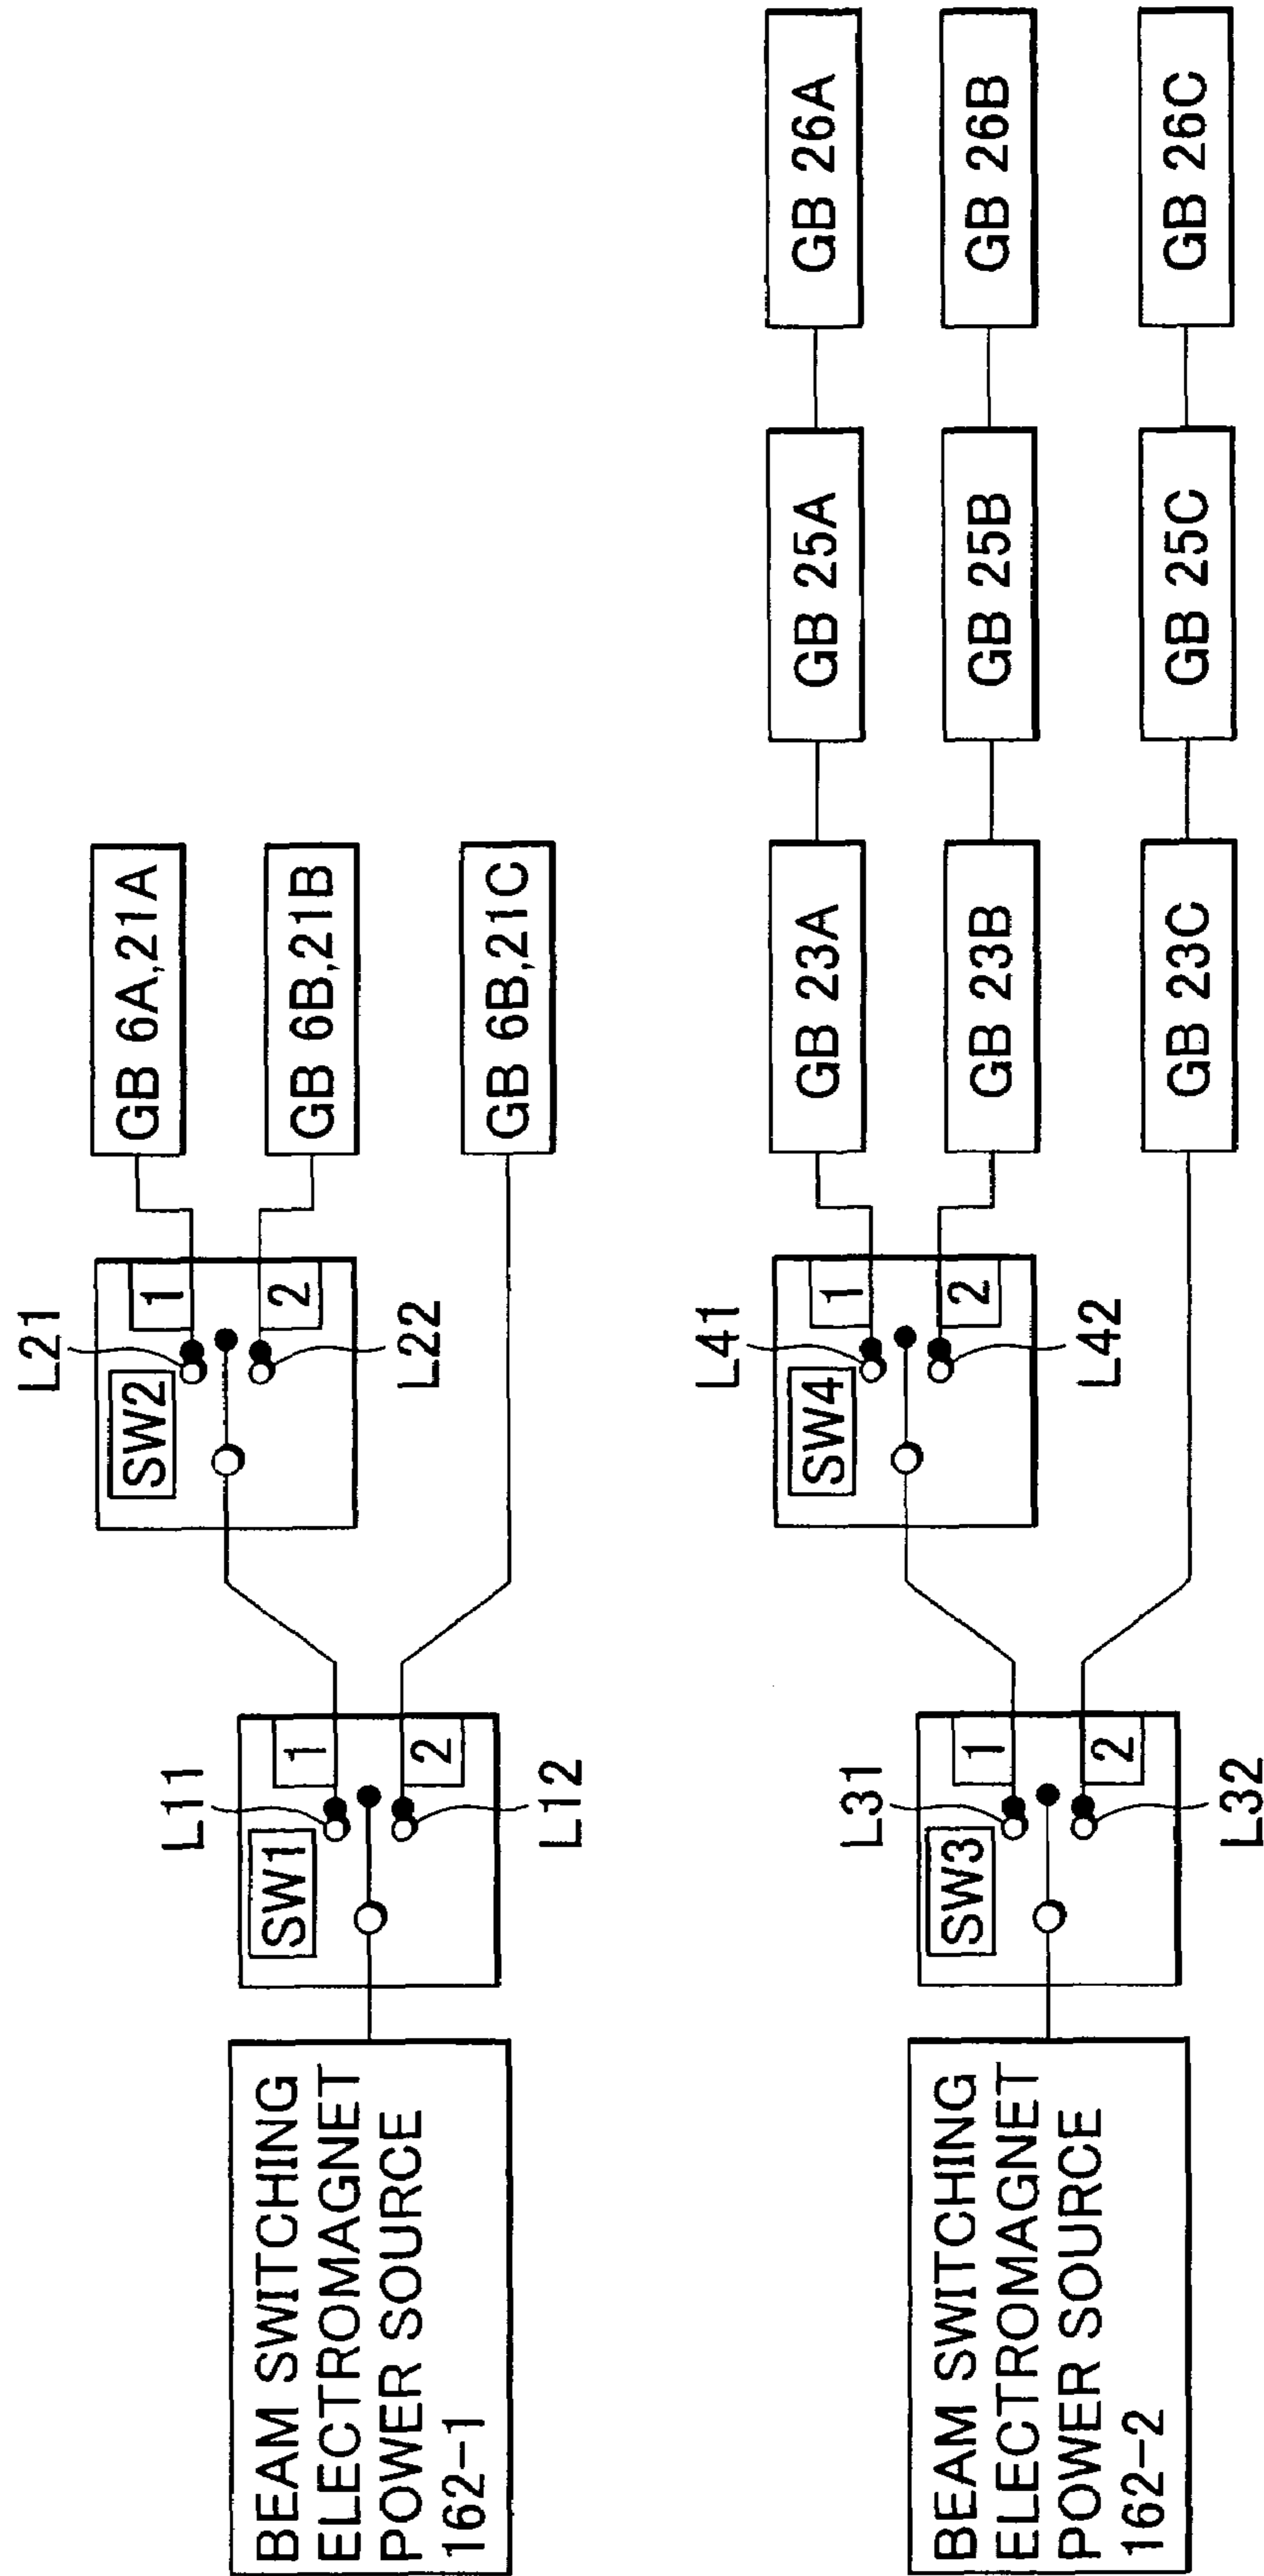 BEAM SWITCHING
ELECTROMAGNET
POWER SOURCE
162-1
SW1
L11
1
2
L12
SW2
L21
1
2
L22
GB 6A,21A
GB 6B,21B
GB 6B,21C
BEAM SWITCHING
ELECTROMAGNET
POWER SOURCE
162-2
SW3
L31
1
2
L32
SW4
L41
1
2
L42
GB 23A
GB 25A
GB 26A
GB 23B
GB 25B
GB 26B
GB 23C
GB 25C
GB 26C